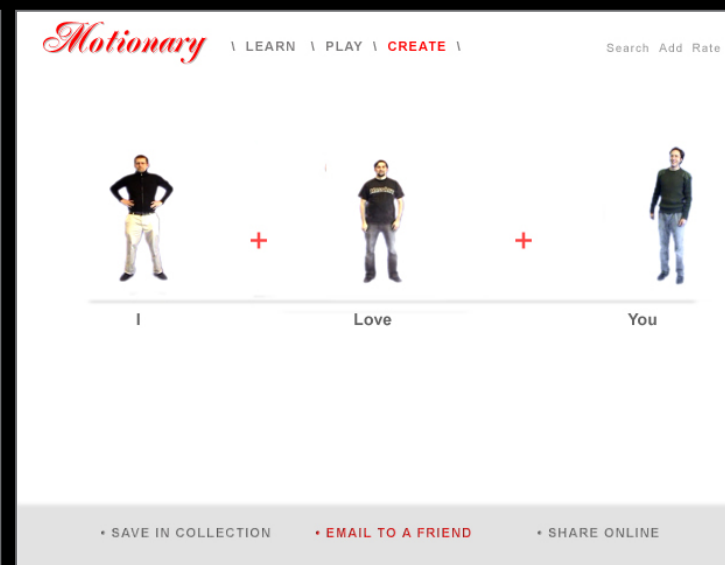 Motionary \ LEARN \ PLAY \ CREATE \ Search Add Rate
+ +
I Love You
• SAVE IN COLLECTION • EMAIL TO A FRIEND • SHARE ONLINE